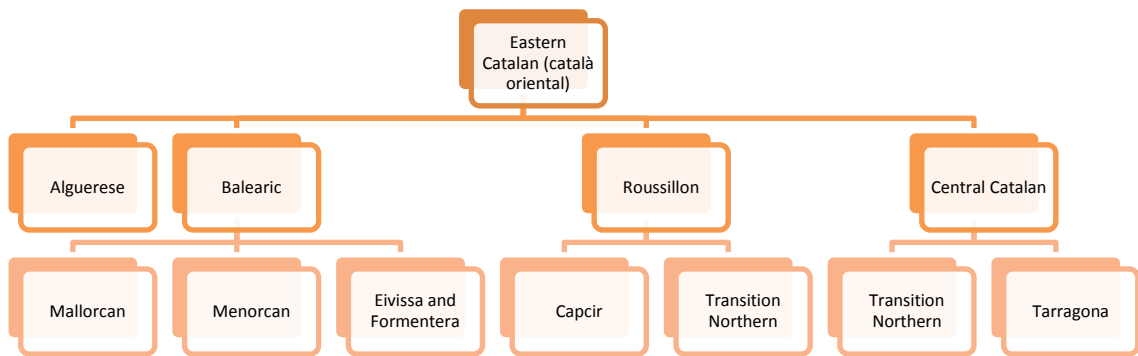 Eastern
Catalan (català
oriental)
Alguerese
Balearic
Roussillon
Central Catalan
Mallorcan
Menorcan
Eivissa and
Formentera
Capcir
Transition
Northern
Transition
Northern
Tarragona